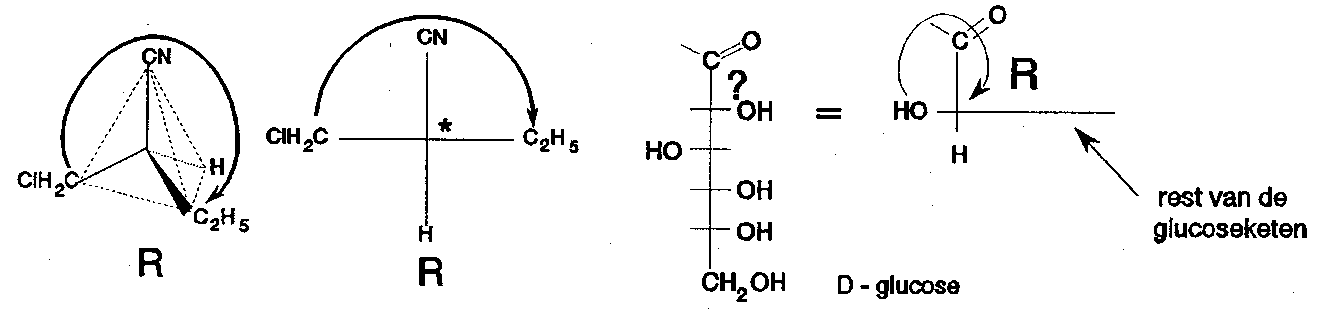 CN
H
ClH₂C
C₂H₅
R
CN
ClH₂C
*
C₂H₅
H
R
C
O
?
OH
HO
OH
OH
CH₂OH
D - glucose
=
C
O
R
HO
H
rest van de
glucoseketen